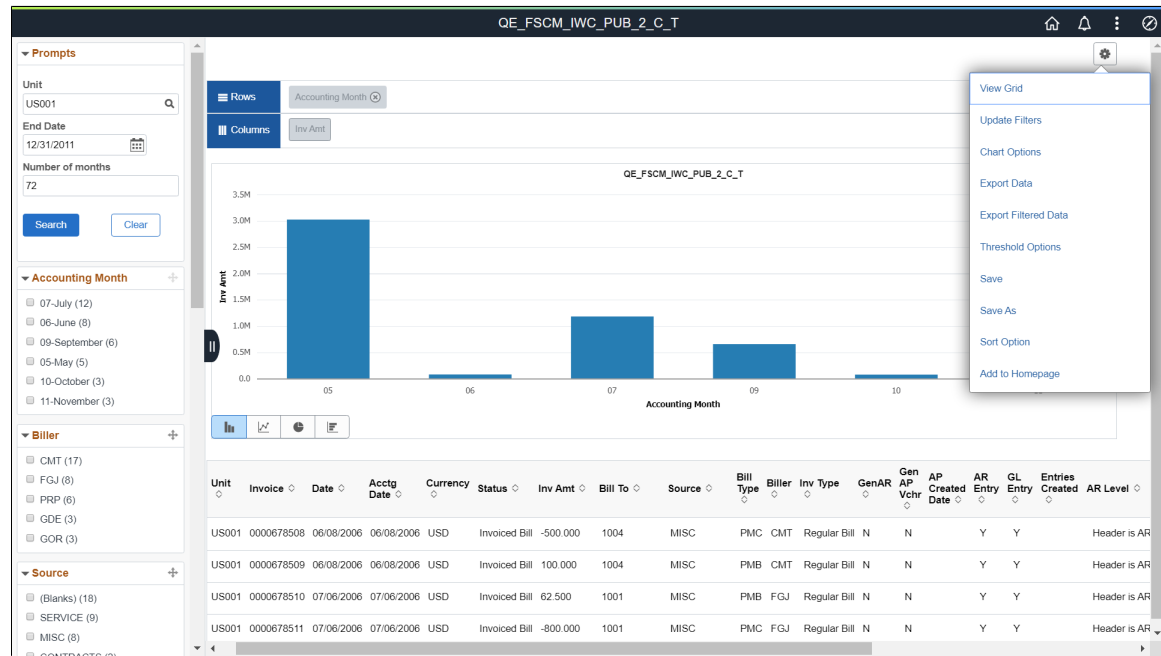 QE_FSCM_IWC_PUB_2_C_T
Prompts
Unit
US001
End Date
12/31/2011
Number of months
72
Search Clear
Accounting Month
07-July (12)
06-June (8)
09-September (6)
05-May (5)
10-October (3)
11-November (3)
Biller
CMT (17)
FGJ (8)
PRP (6)
GDE (3)
GOR (3)
Source
(Blanks) (18)
SERVICE (9)
MISC (8)
Rows Accounting Month
Columns Inv Amt
View Grid
Update Filters
Chart Options
Export Data
Export Filtered Data
Threshold Options
Save
Save As
Sort Option
Add to Homepage
QE_FSCM_IWC_PUB_2_C_T
3.5M
3.0M
2.5M
2.0M
1.5M
1.0M
0.5M
0.0
Inv Amt
05 06 07 09 10
Accounting Month
Unit Invoice Date Acctg Date Currency Status Inv Amt Bill To Source Bill Type Biller Inv Type GenAR Gen AP Vchr AP Created Date AR Entry GL Entry Entries Created AR Level
US001 0000678508 06/08/2006 06/08/2006 USD Invoiced Bill -500.000 1004 MISC PMC CMT Regular Bill N N Y Y Header is AR
US001 0000678509 06/08/2006 06/08/2006 USD Invoiced Bill 100.000 1004 MISC PMB CMT Regular Bill N N Y Y Header is AR
US001 0000678510 07/06/2006 07/06/2006 USD Invoiced Bill 62.500 1001 MISC PMB FGJ Regular Bill N N Y Y Header is AR
US001 0000678511 07/06/2006 07/06/2006 USD Invoiced Bill -800.000 1001 MISC PMC FGJ Regular Bill N N Y Y Header is AR